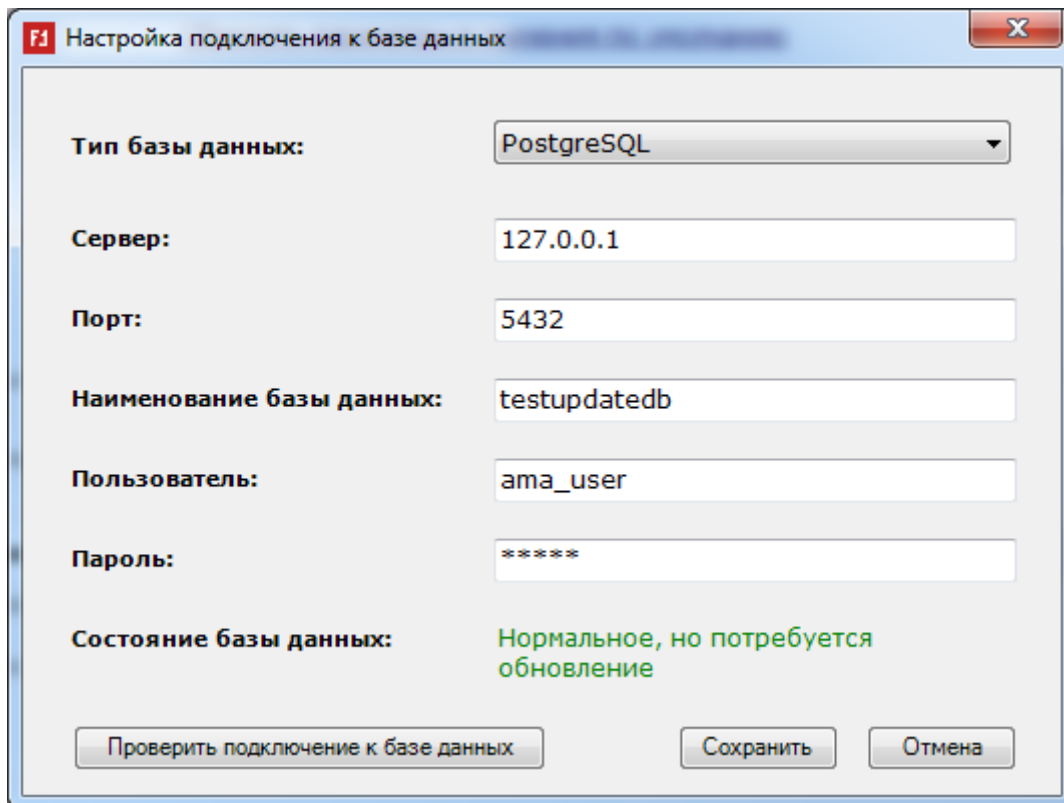 Настройка подключения к базе данных
Тип базы данных: PostgreSQL
Сервер: 127.0.0.1
Порт: 5432
Наименование базы данных: testupdatedb
Пользователь: ama_user
Пароль: *****
Состояние базы данных: Нормальное, но потребуется
обновление
Проверить подключение к базе данных Сохранить Отмена